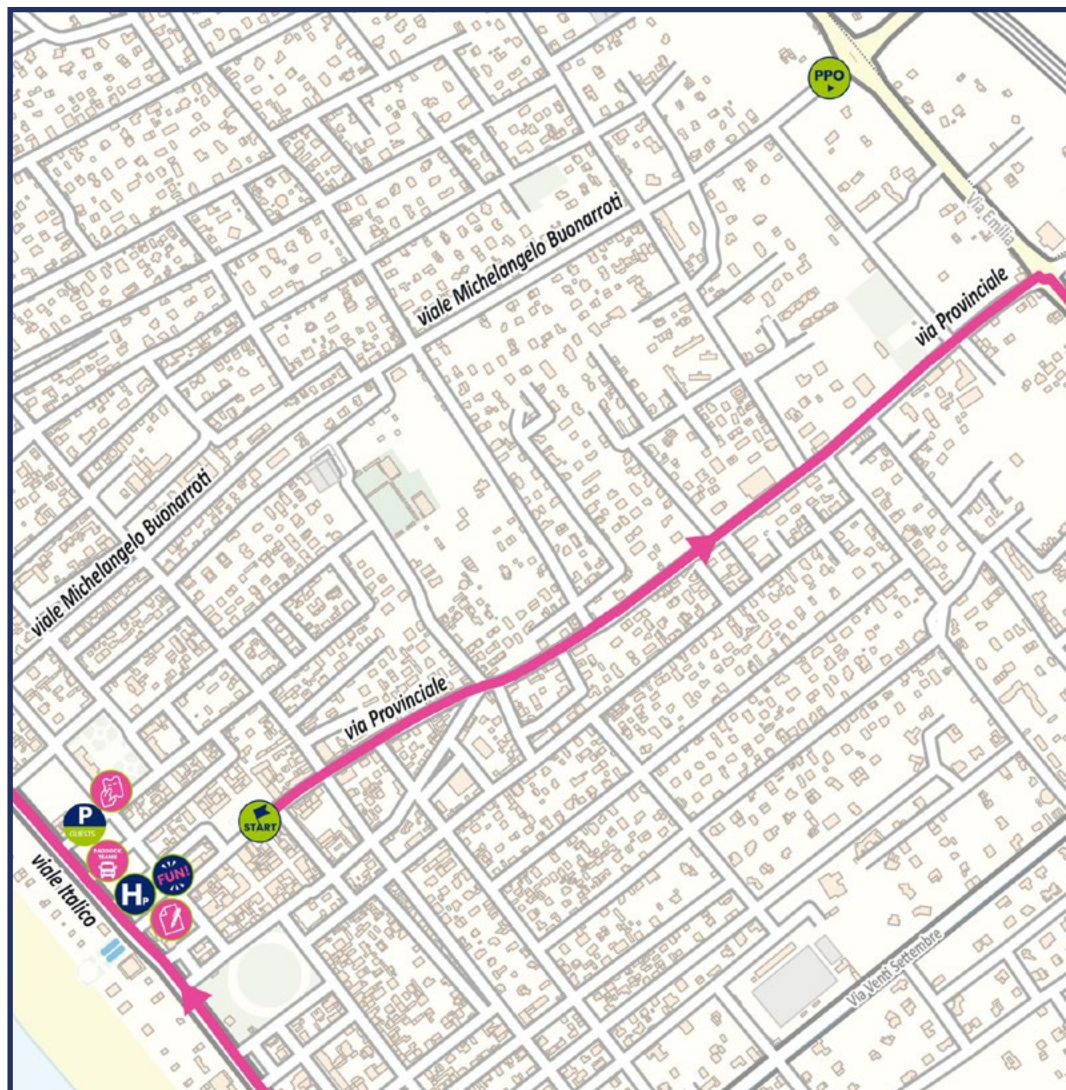 PPO
Via Emilia
viale Michelangelo Buonarroti
via Provinciale
viale Michelangelo Buonarroti
via Provinciale
P
GUESTS
START
PADDOCK
TEAMS
FUN!
HP
viale Italico
Via Venti Settembre